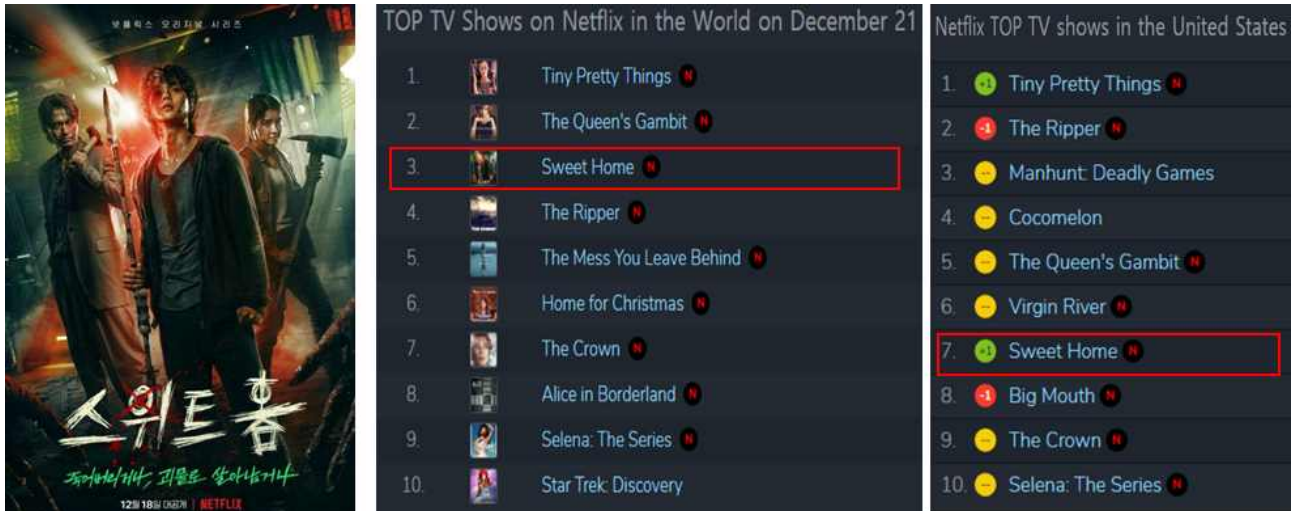 넷플릭스 오리지널 시리즈
스위트홈
죽어버리거나, 괴물로 살아남거나
12월 18일 대공개 | NETFLIX
TOP TV Shows on Netflix in the World on December 21
1. Tiny Pretty Things N
2. The Queen's Gambit N
3. Sweet Home N
4. The Ripper N
5. The Mess You Leave Behind N
6. Home for Christmas N
7. The Crown N
8. Alice in Borderland N
9. Selena: The Series N
10. Star Trek: Discovery
Netflix TOP TV shows in the United States
1. +1 Tiny Pretty Things N
2. -1 The Ripper N
3. -- Manhunt: Deadly Games
4. -- Cocomelon
5. -- The Queen's Gambit N
6. -- Virgin River N
7. +1 Sweet Home N
8. -1 Big Mouth N
9. -- The Crown N
10. -- Selena: The Series N